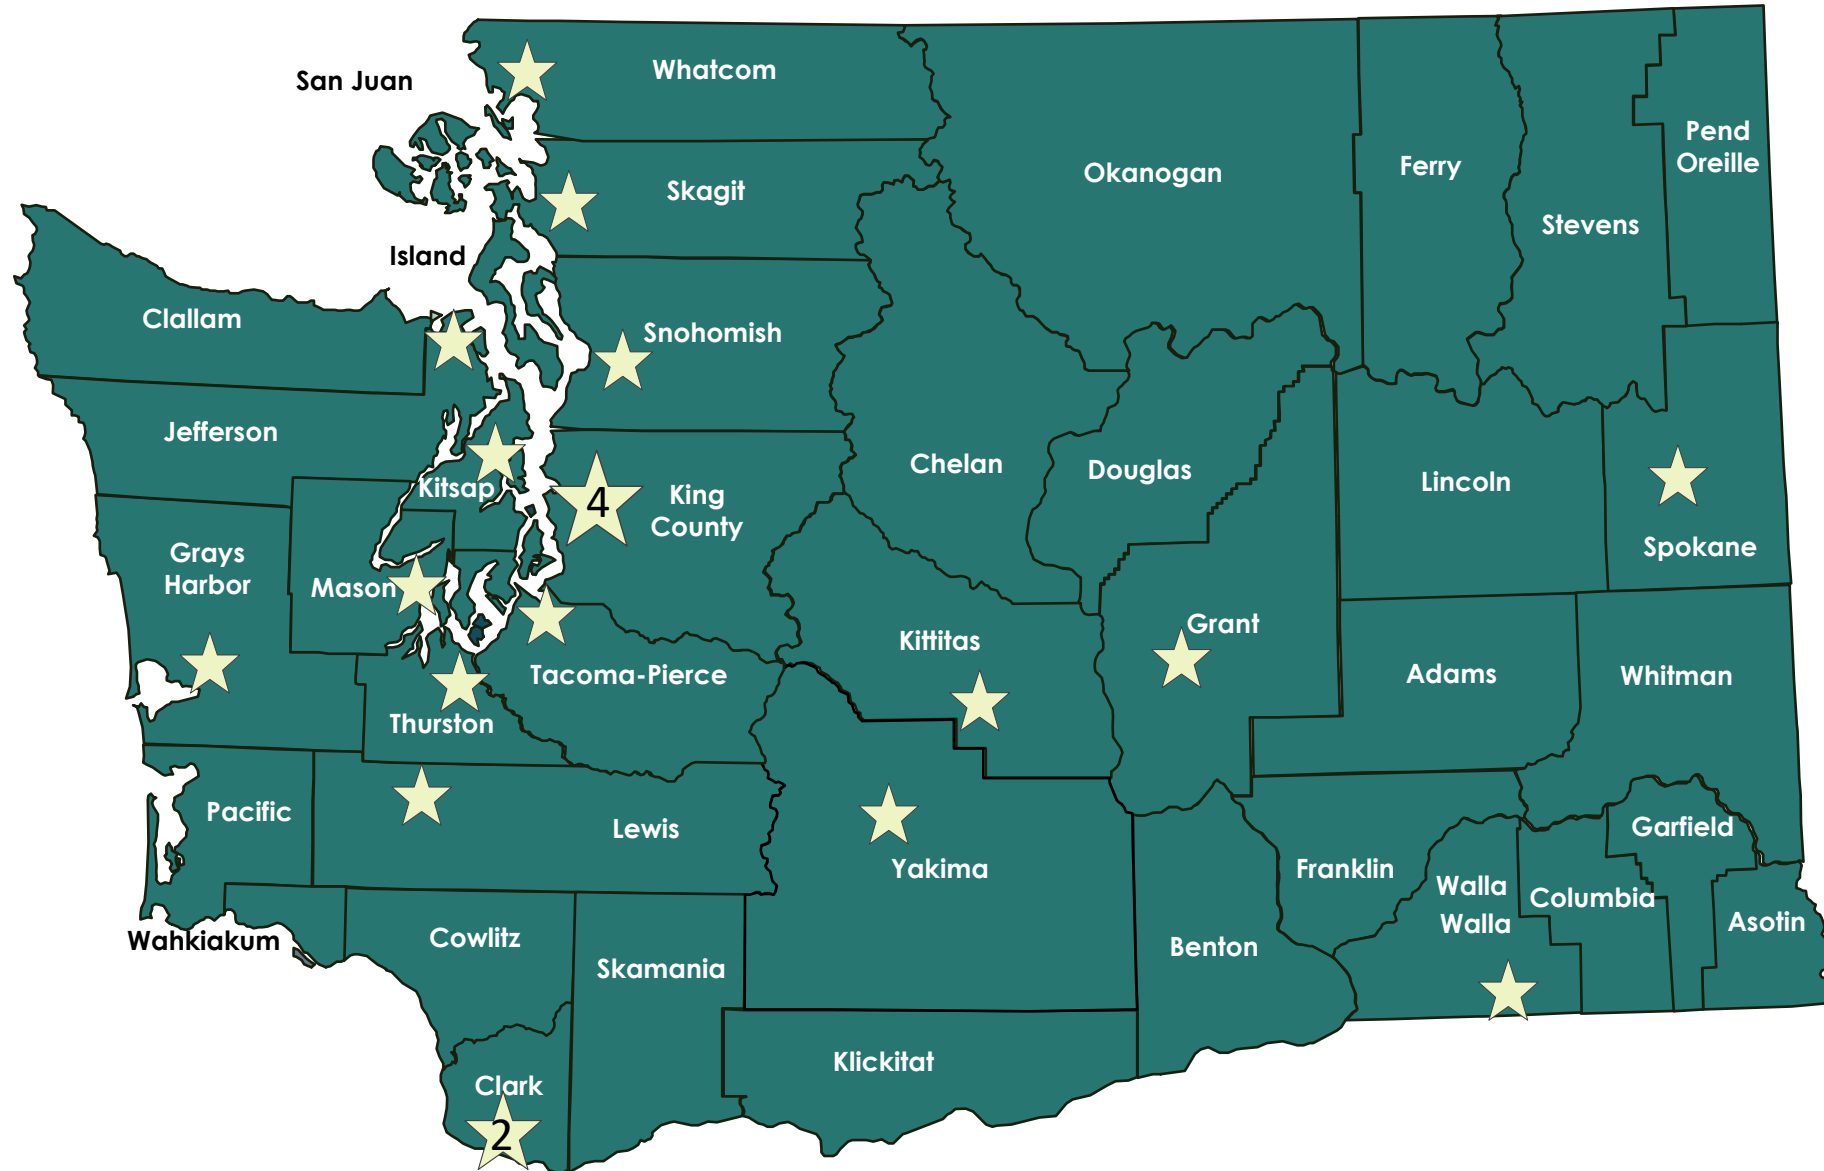 Whatcom
San Juan
Pend
Oreille
Okanogan
Ferry
Skagit
Stevens
Island
Clallam
Snohomish
Jefferson
Chelan
Douglas
Lincoln
Kitsap
4
King
County
Spokane
Grays
Harbor
Mason
Grant
Kittitas
Tacoma-Pierce
Adams
Whitman
Thurston
Pacific
Lewis
Garfield
Yakima
Franklin
Walla
Walla
Columbia
Asotin
Wahkiakum
Cowlitz
Benton
Skamania
Klickitat
Clark
2